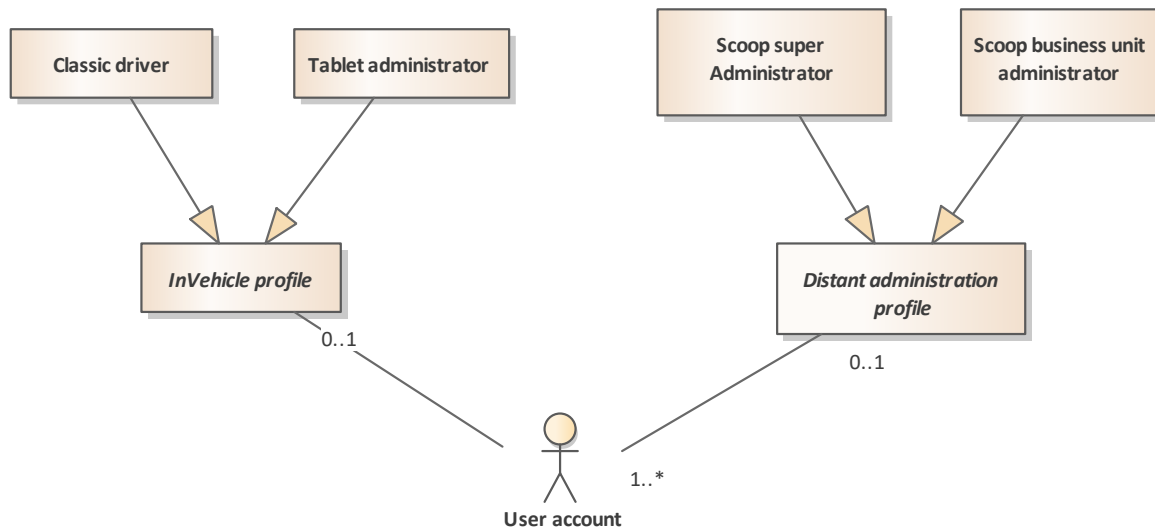 Classic driver
Tablet administrator
Scoop super
Administrator
Scoop business unit
administrator
InVehicle profile
Distant administration
profile
0..1
0..1
1..*
User account